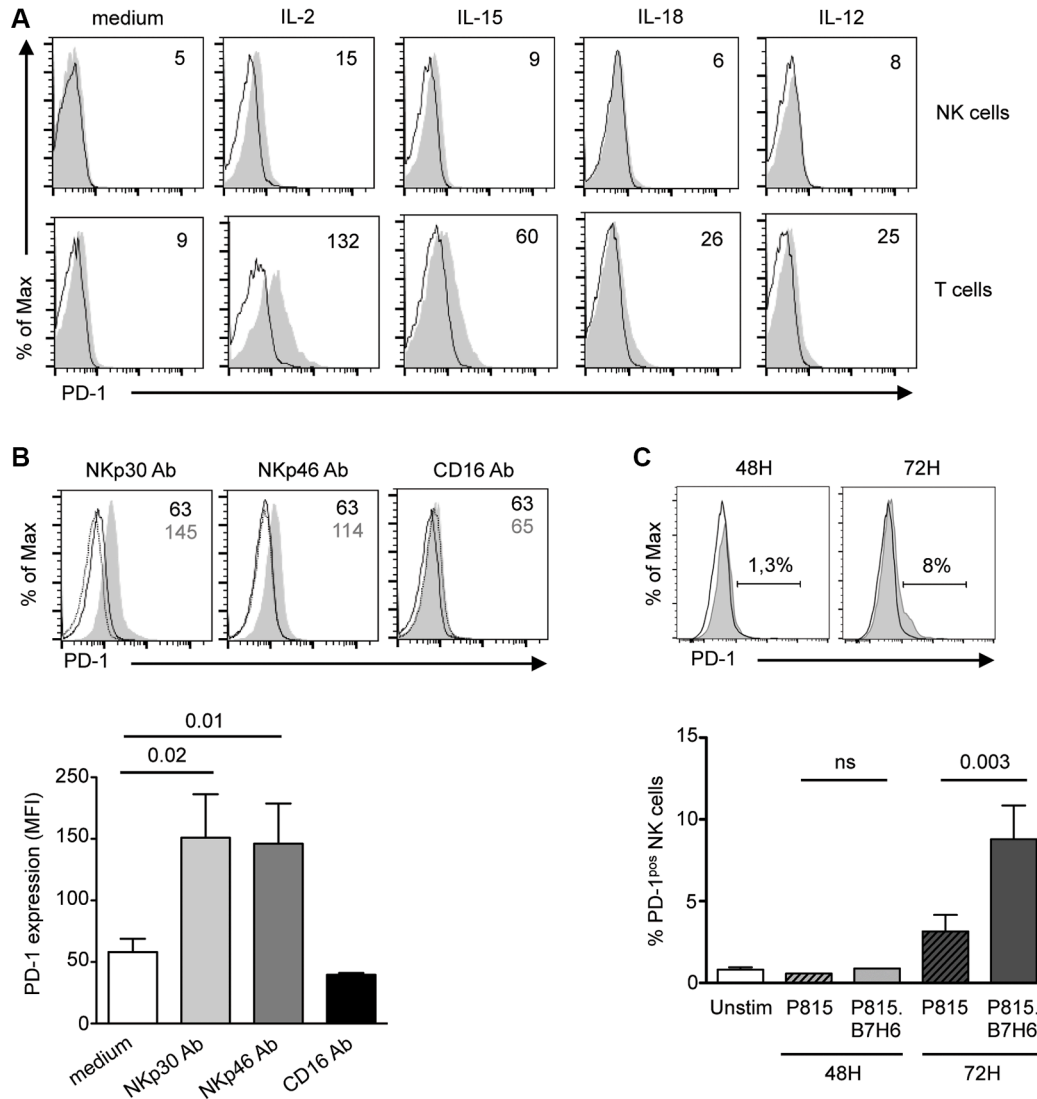 A
medium IL-2 IL-15 IL-18 IL-12
5 15 9 6 8
NK cells
9 132 60 26 25
T cells
% of Max
PD-1
B
NKp30 Ab NKp46 Ab CD16 Ab
63 63 63
145 114 65
% of Max
PD-1
0.01
0.02
PD-1 expression (MFI)
250
150
100
50
0
medium NKp30 Ab NKp46 Ab CD16 Ab
C
48H 72H
% of Max
1,3% 8%
PD-1
% PD-1pos NK cells
15
10
5
0
ns 0.003
Unstim P815 P815. P815 P815.
B7H6 B7H6
48H 72H